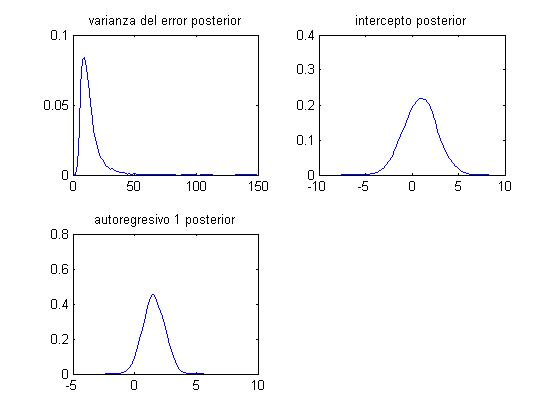 varianza del error posterior
0.1
0.05
0
0 50 100 150
intercepto posterior
0.4
0.3
0.2
0.1
0
-10 -5 0 5 10
autoregresivo 1 posterior
0.8
0.6
0.4
0.2
0
-5 0 5 10